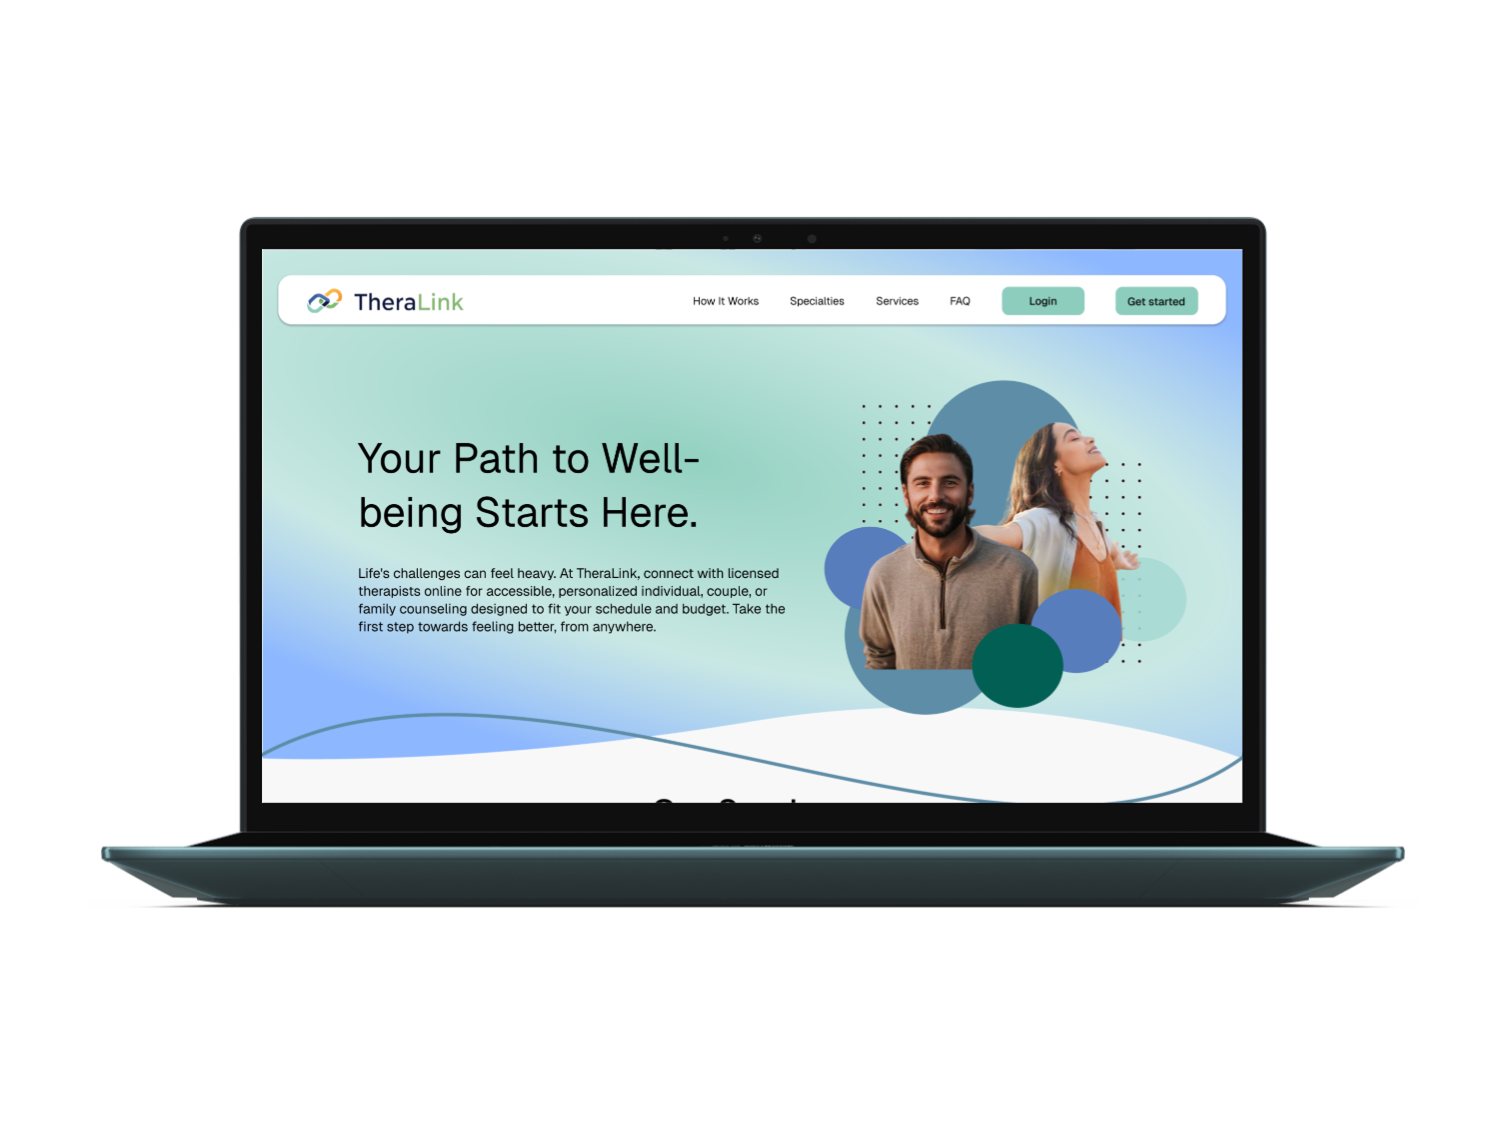 TheraLink
How It Works
Specialties
Services
FAQ
Login
Get started
Your Path to Well-
being Starts Here.
Life's challenges can feel heavy. At TheraLink, connect with licensed
therapists online for accessible, personalized individual, couple, or
family counseling designed to fit your schedule and budget. Take the
first step towards feeling better, from anywhere.